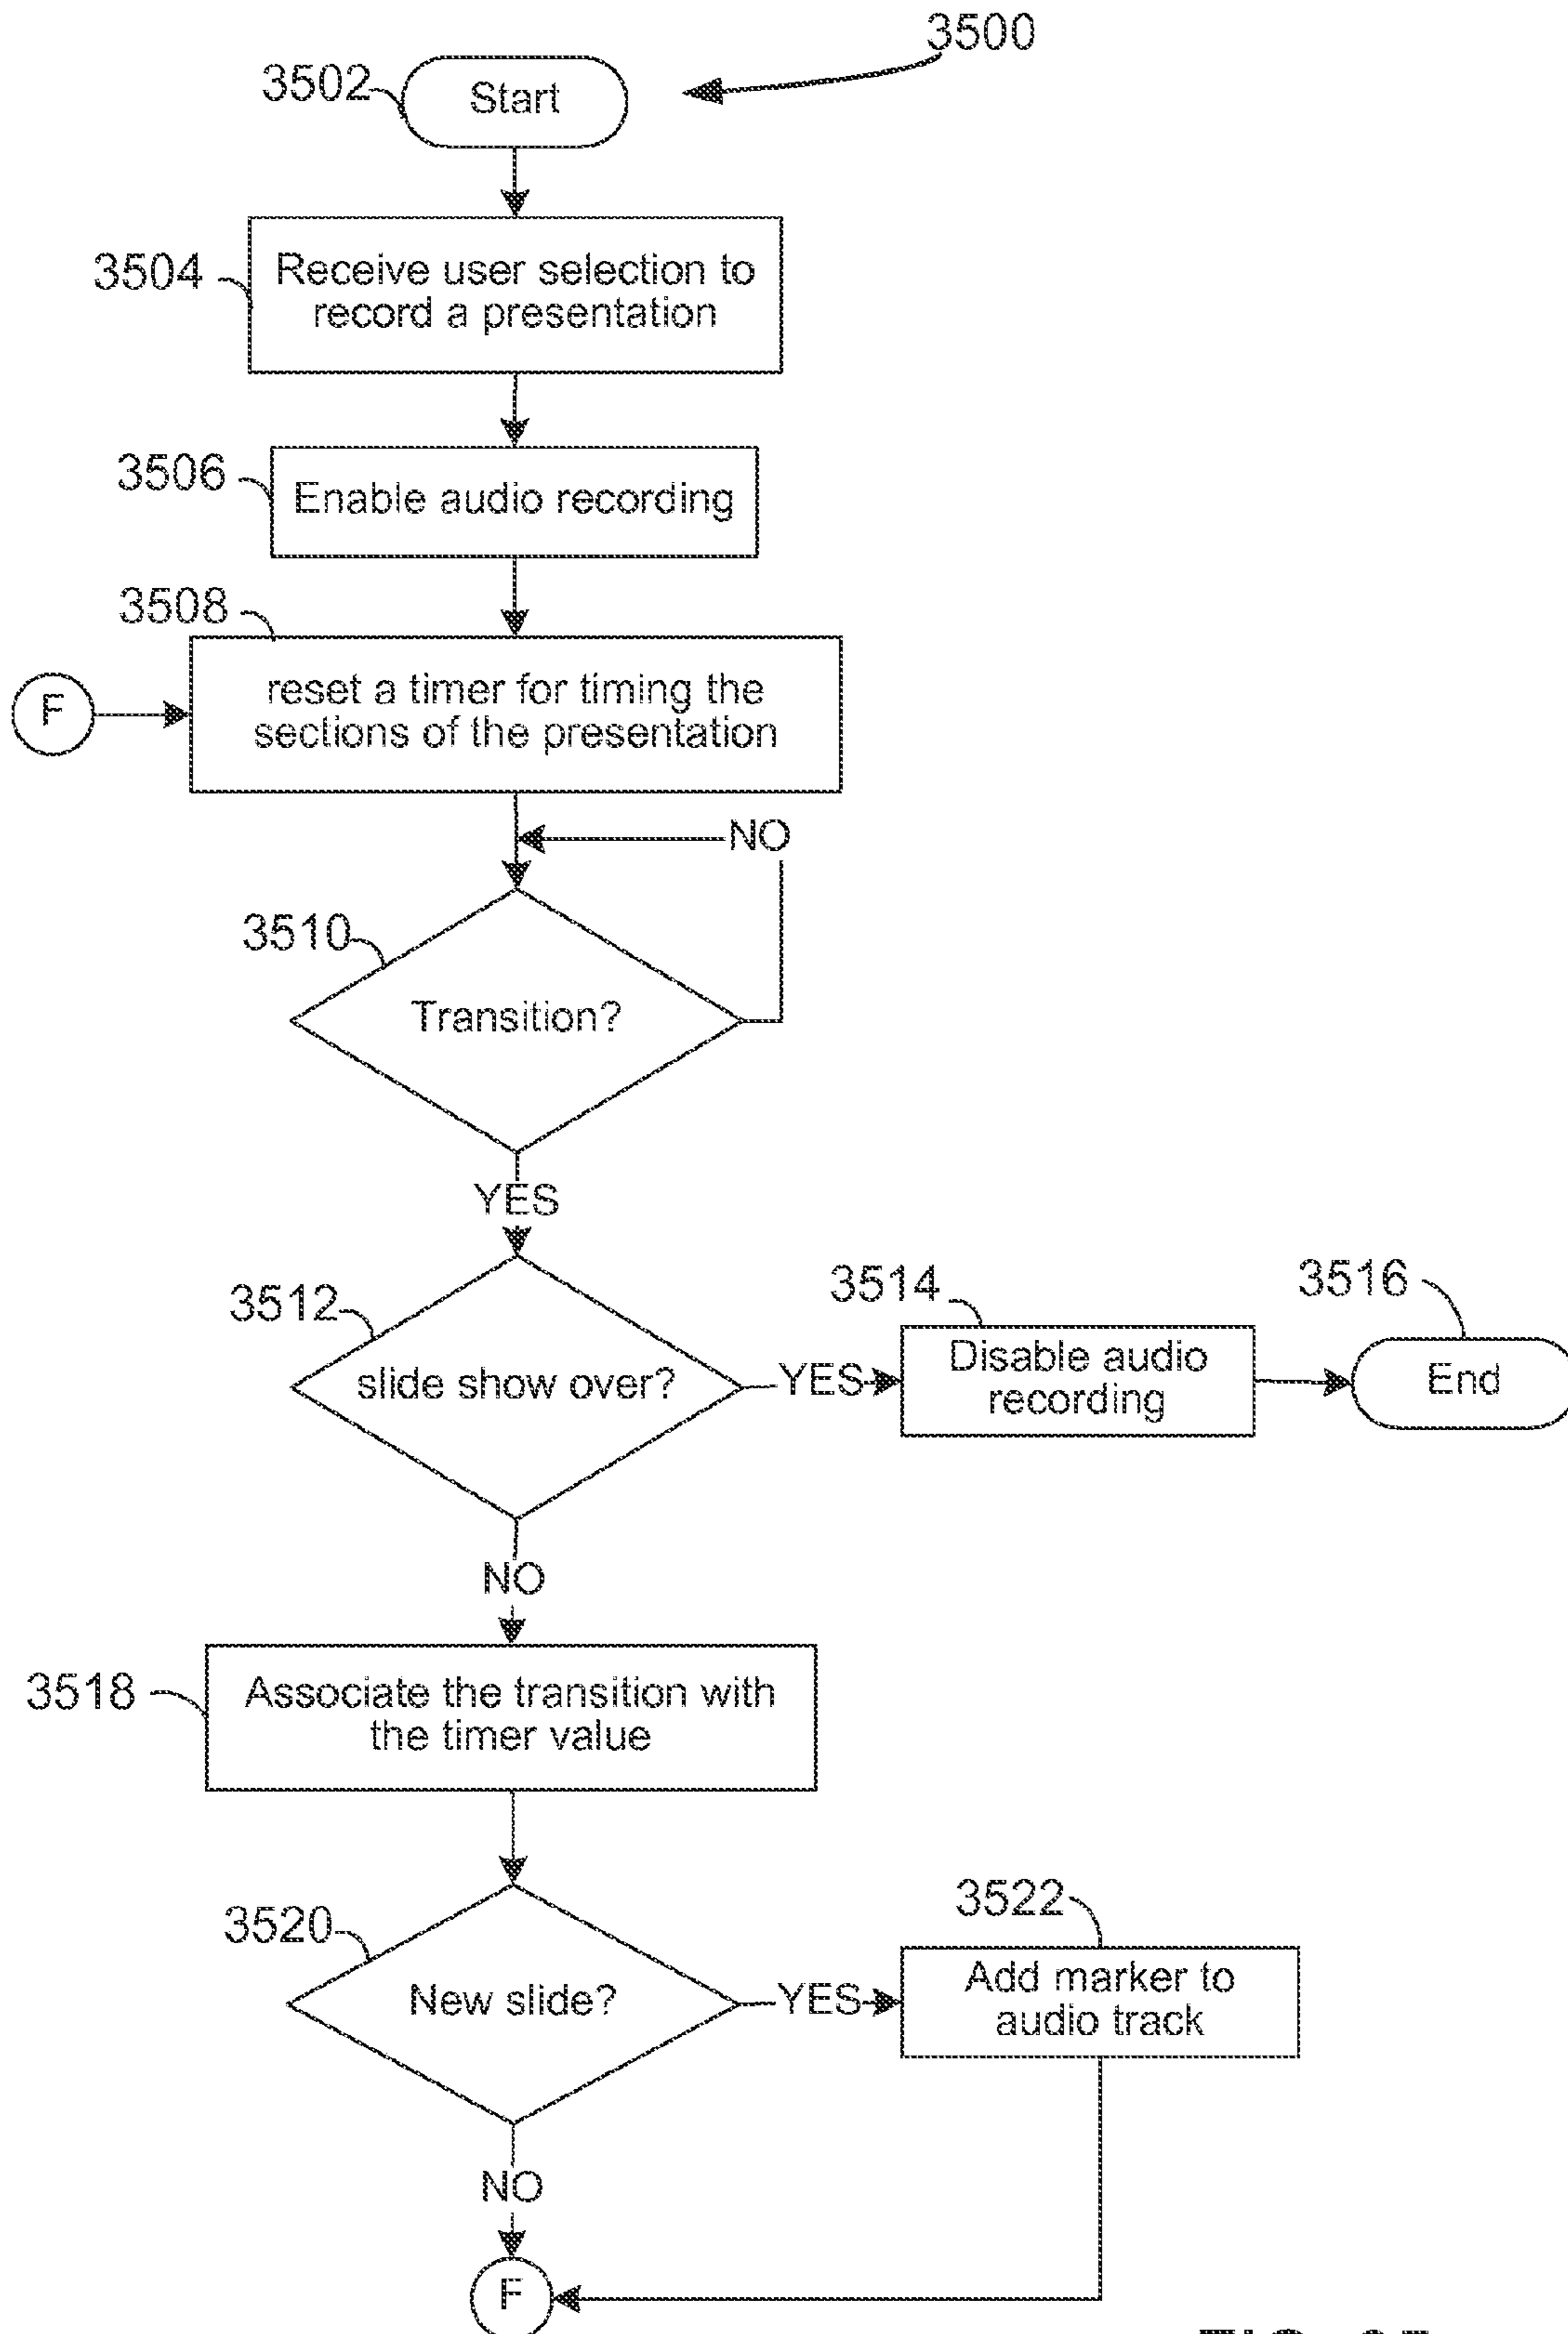 3500
3502
Start
3504
Receive user selection to
record a presentation
3506
Enable audio recording
3508
reset a timer for timing the
sections of the presentation
F
NO
3510
Transition?
YES
3512
slide show over?
YES
3514
Disable audio
recording
3516
End
NO
3518
Associate the transition with
the timer value
3520
New slide?
YES
3522
Add marker to
audio track
NO
F